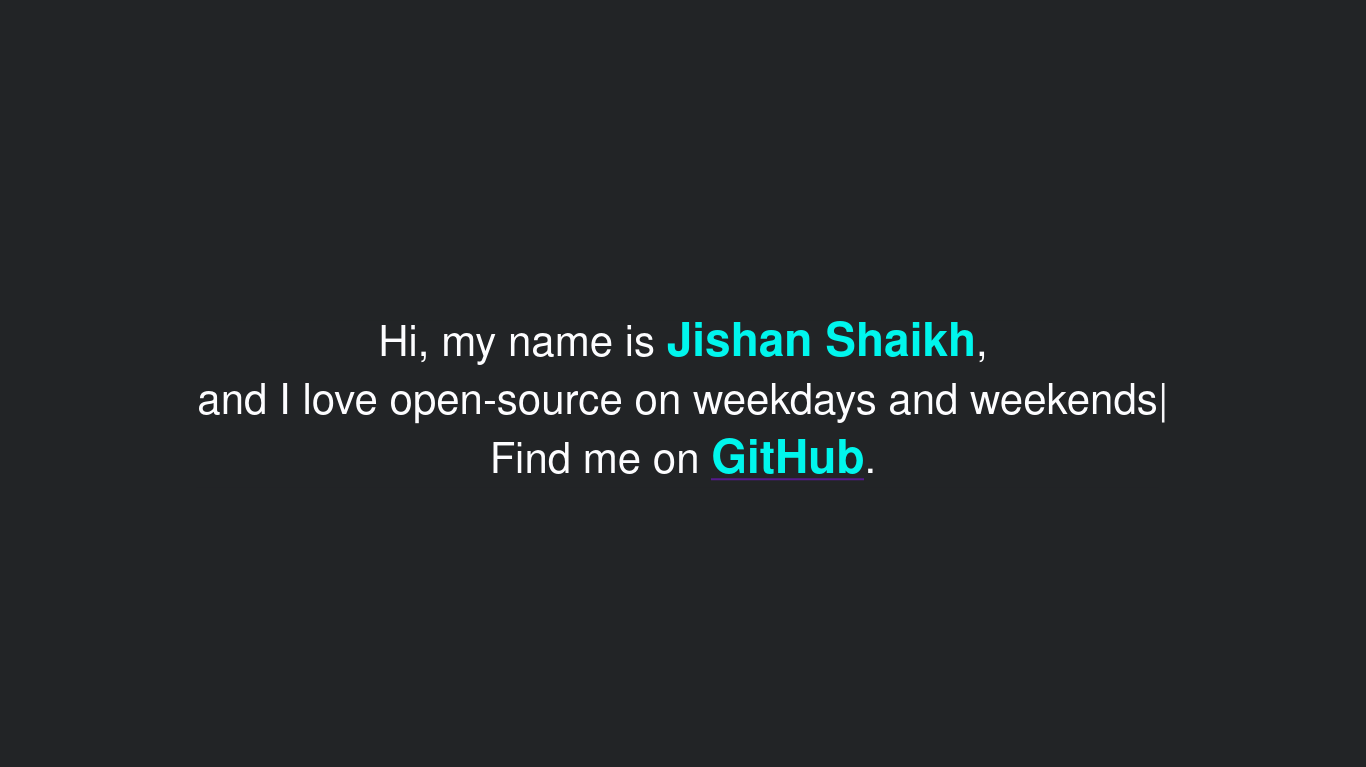 Hi, my name is Jishan Shaikh,
and I love open-source on weekdays and weekends|
Find me on GitHub.